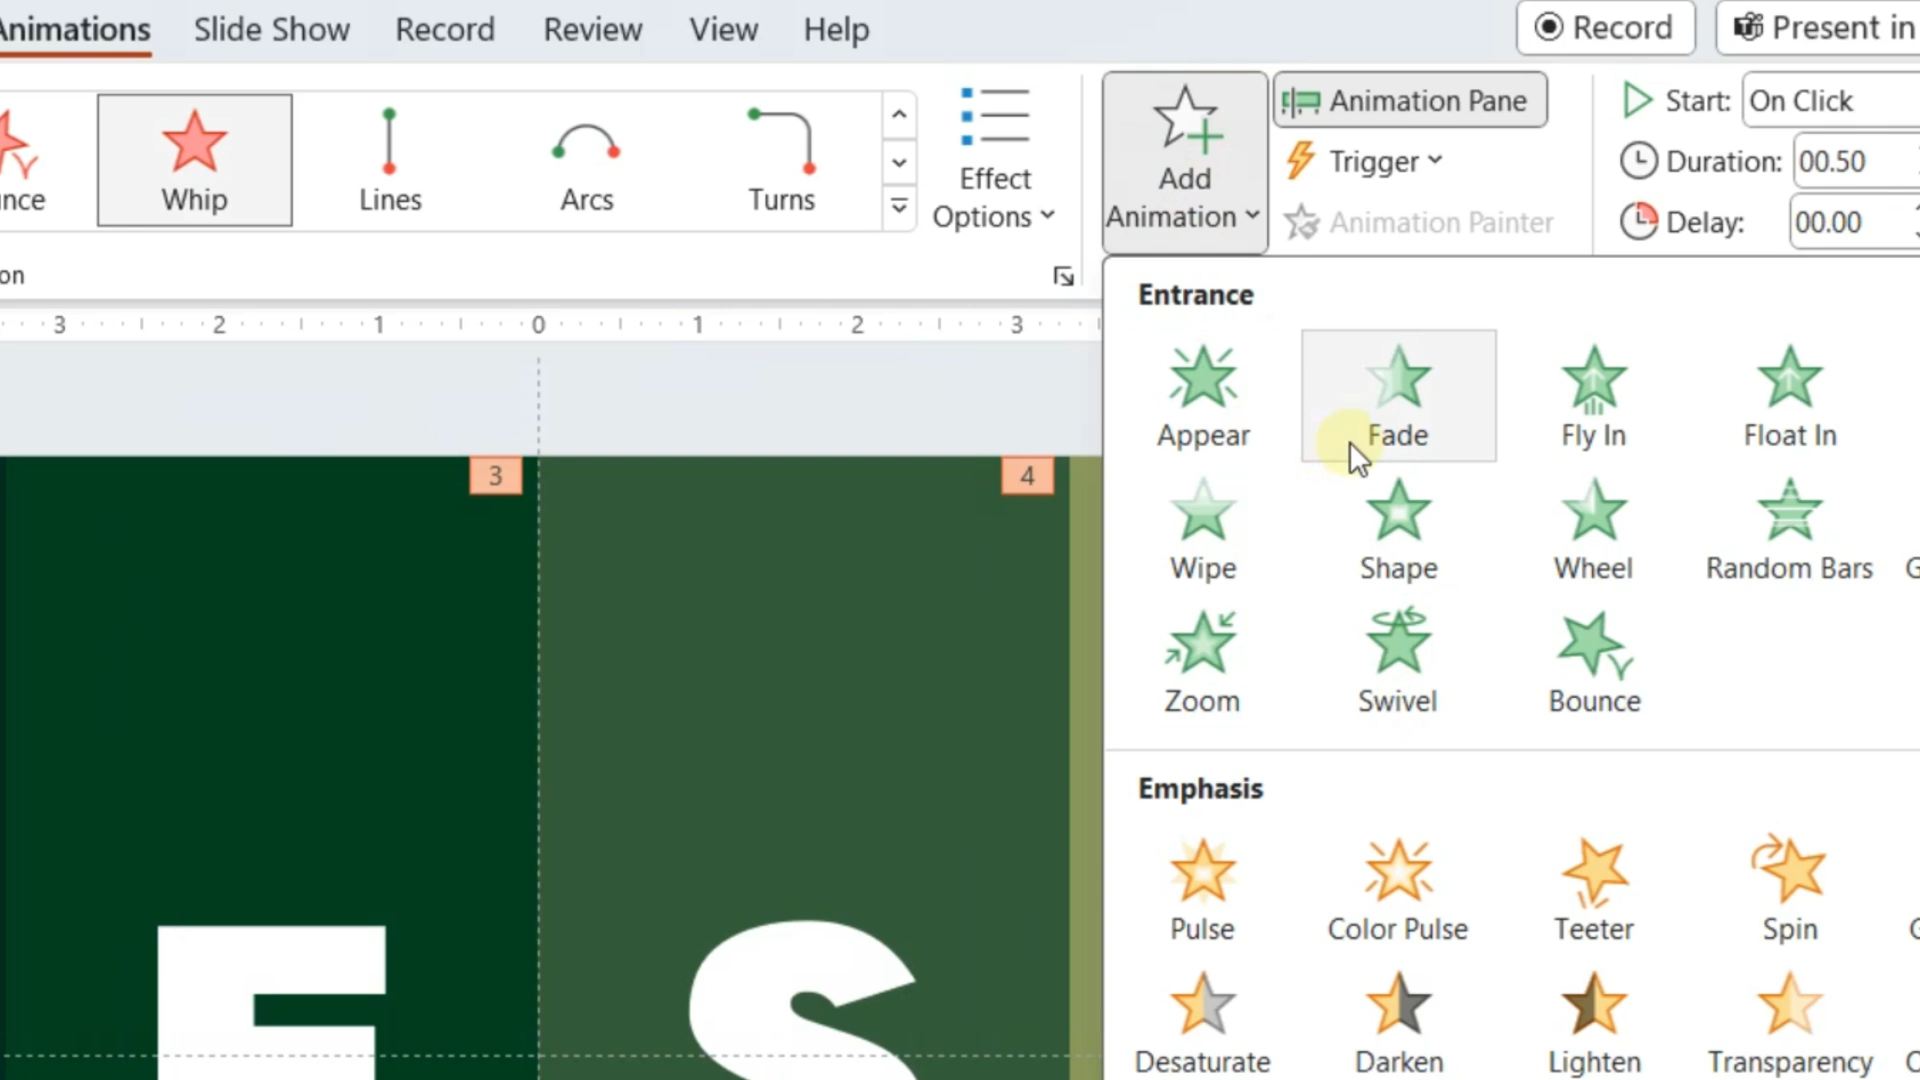 Animations Slide Show Record Review View Help Record Present in
nce Whip Lines Arcs Turns
Effect Options
Add Animation
Animation Pane
Trigger
Animation Painter
Start: On Click
Duration: 00.50
Delay: 00.00
on
3 2 1 0 1 2 3
Entrance
Appear Fade Fly In Float In
Wipe Shape Wheel Random Bars G
Zoom Swivel Bounce
Emphasis
Pulse Color Pulse Teeter Spin G
Desaturate Darken Lighten Transparency
3 4
E S